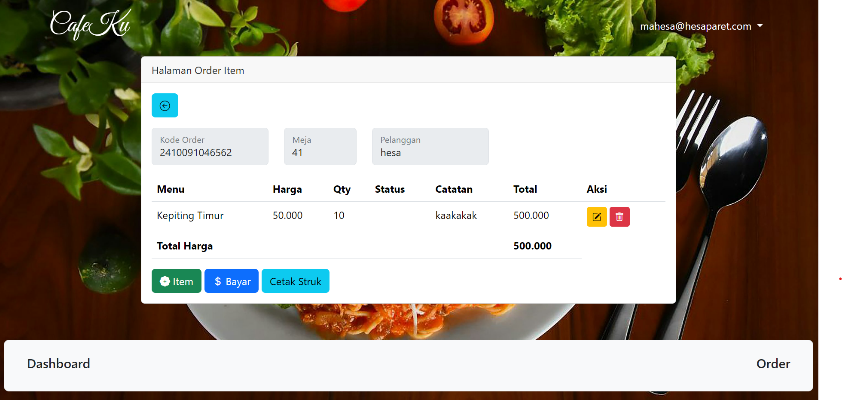 CafeKu
mahesa@hesaparet.com
Halaman Order Item
Kode Order Meja Pelanggan
2410091046562 41 hesa
Menu Harga Qty Status Catatan Total Aksi
Kepiting Timur 50.000 10 kaakakak 500.000
Total Harga 500.000
Item $ Bayar Cetak Struk
Dashboard Order